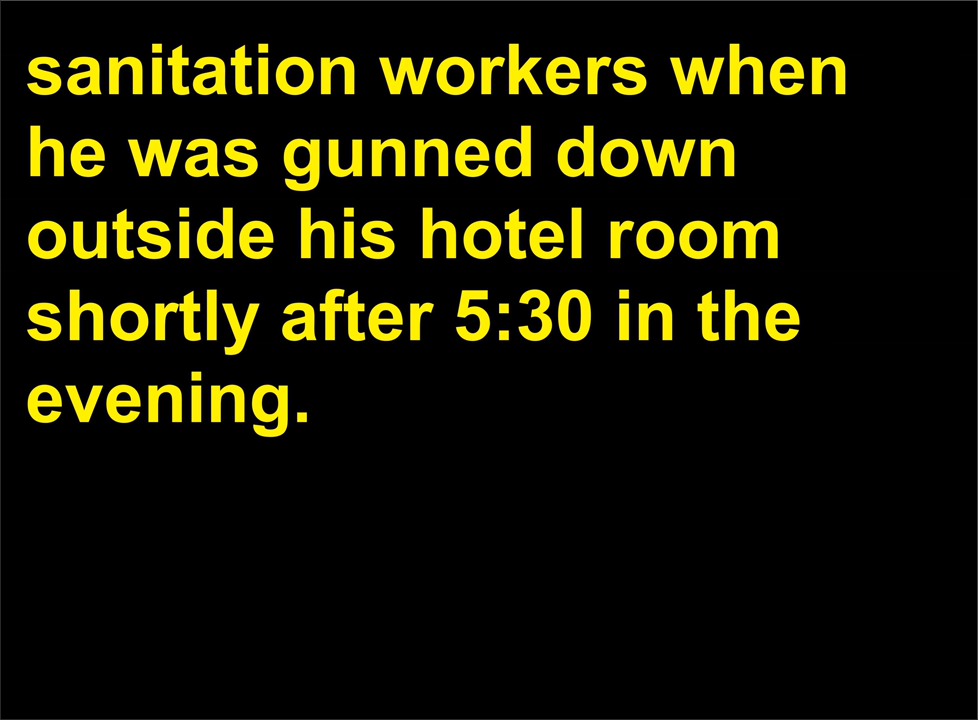 sanitation workers when
he was gunned down
outside his hotel room
shortly after 5:30 in the
evening.